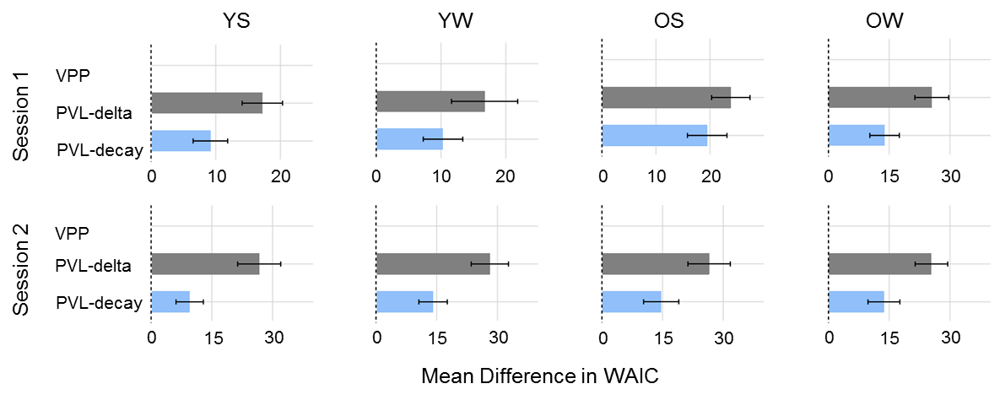 YS YW OS OW
Session 1
VPP
PVL-delta
PVL-decay
0 10 20 0 10 20 0 10 20 0 15 30
Session 2
VPP
PVL-delta
PVL-decay
0 15 30 0 15 30 0 15 30 0 15 30
Mean Difference in WAIC